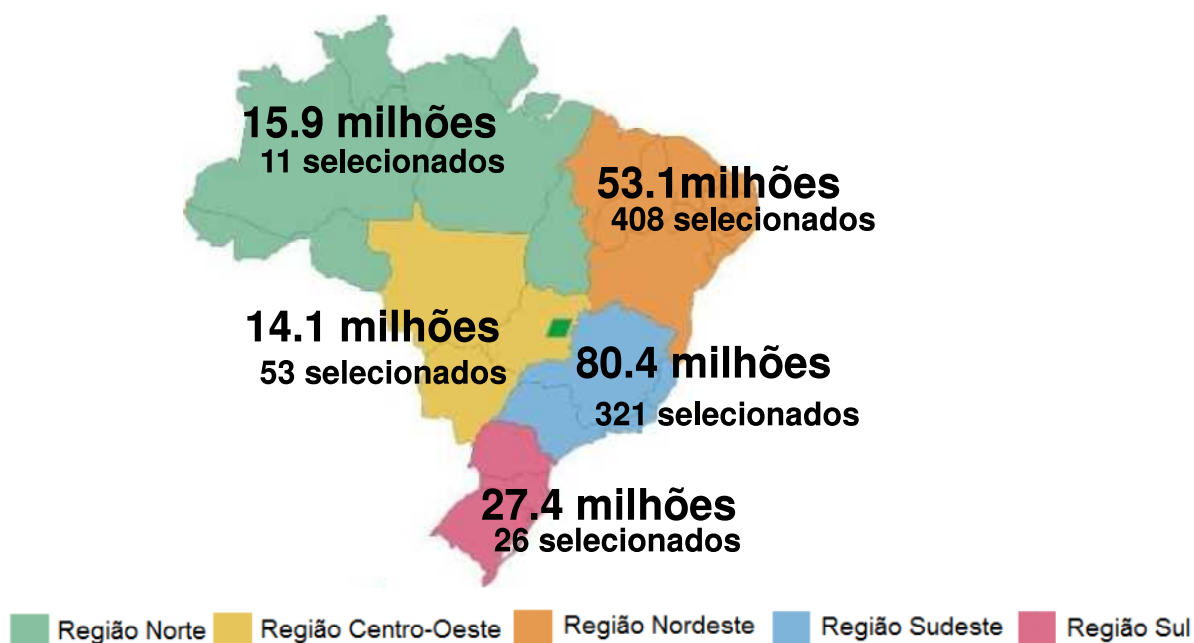 15.9 milhões
11 selecionados
53.1milhões
408 selecionados
14.1 milhões
53 selecionados
80.4 milhões
321 selecionados
27.4 milhões
26 selecionados
Região Norte Região Centro-Oeste Região Nordeste Região Sudeste Região Sul